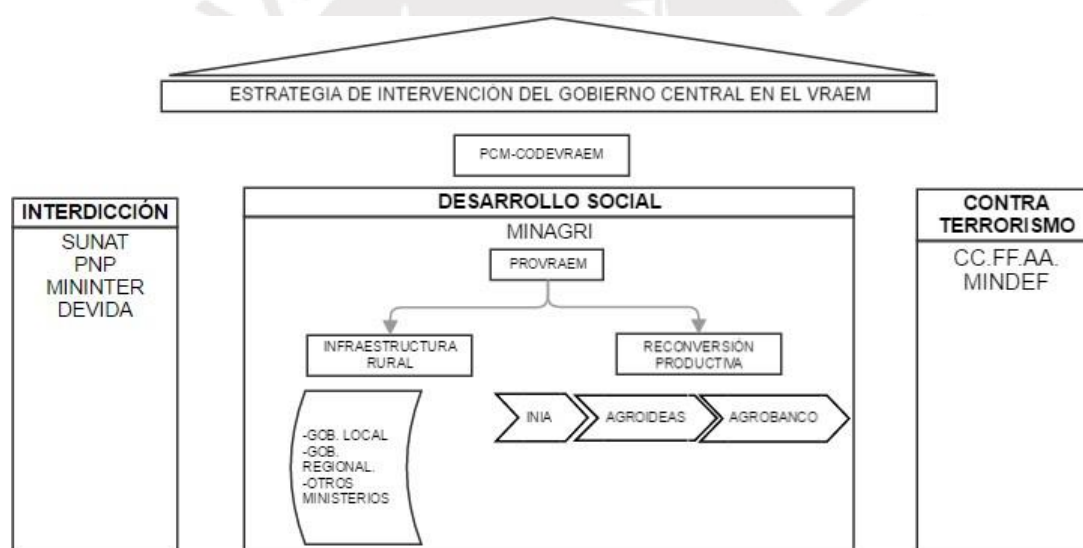 ESTRATEGIA DE INTERVENCIÓN DEL GOBIERNO CENTRAL EN EL VRAEM
PCM-CODEVRAEM
INTERDICCIÓN
SUNAT
PNP
MININTER
DEVIDA
DESARROLLO SOCIAL
MINAGRI
PROVRAEM
INFRAESTRUCTURA
RURAL
RECONVERSIÓN
PRODUCTIVA
-GOB. LOCAL
-GOB.
REGIONAL.
-OTROS
MINISTERIOS
INIA
AGROIDEAS
AGROBANCO
CONTRA
TERRORISMO
CC.FF.AA.
MINDEF